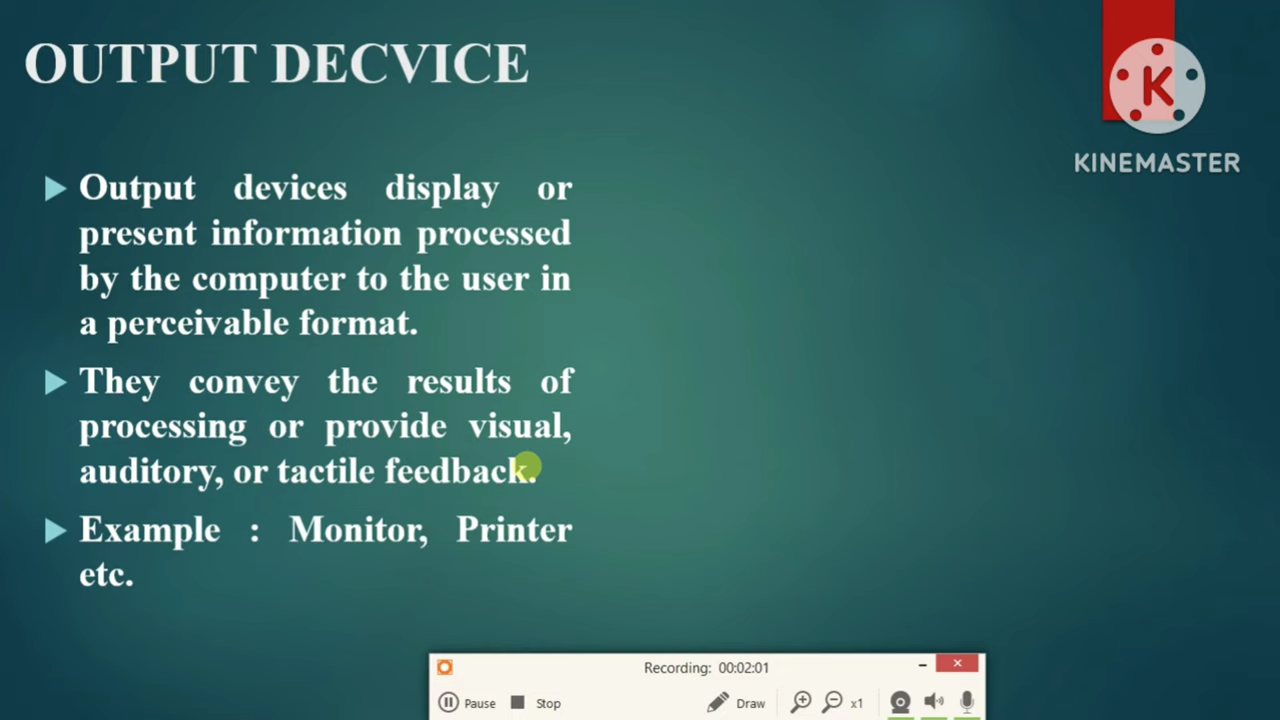 OUTPUT DECVICE
K
KINEMASTER
Output devices display or
present information processed
by the computer to the user in
a perceivable format.
They convey the results of
processing or provide visual,
auditory, or tactile feedback.
Example : Monitor, Printer
etc.
Recording: 00:02:01
Pause Stop Draw x1